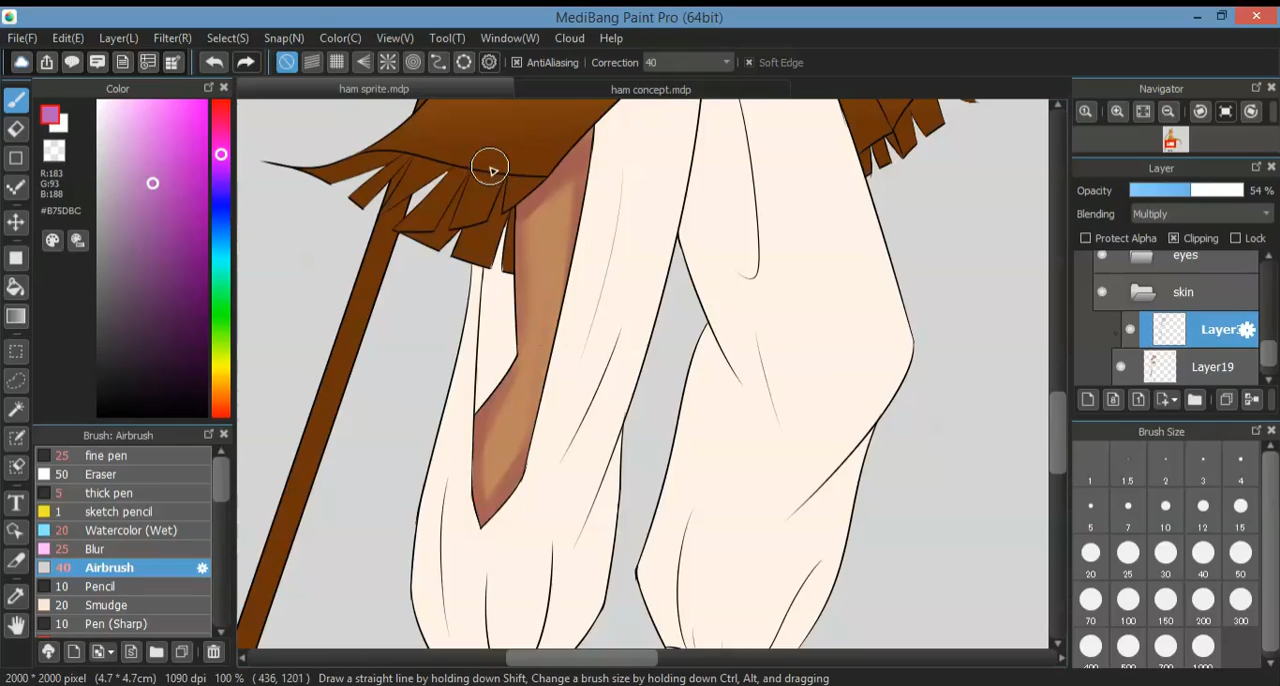 MediBang Paint Pro (64bit)
File(F) Edit(E) Layer(L) Filter(R) Select(S) Snap(N) Color(C) View(V) Tool(T) Window(W) Cloud Help
AntiAliasing Correction 40 Soft Edge
Color
ham sprite.mdp
ham concept.mdp
Navigator
R:183
G:93
B:188
#B75DBC
Layer
Opacity 54 %
Blending Multiply
Protect Alpha Clipping Lock
eyes
skin
Layer
Layer19
Brush: Airbrush
25 fine pen
50 Eraser
5 thick pen
1 sketch pencil
20 Watercolor (Wet)
25 Blur
40 Airbrush
10 Pencil
20 Smudge
10 Pen (Sharp)
Brush Size
1 1.5 2 3 4
5 7 10 12 15
20 25 30 40 50
70 100 150 200 300
400 500 700 1000
2000 * 2000 pixel (4.7 * 4.7cm) 1090 dpi 100 % ( 436, 1201 ) Draw a straight line by holding down Shift, Change a brush size by holding down Ctrl, Alt, and dragging